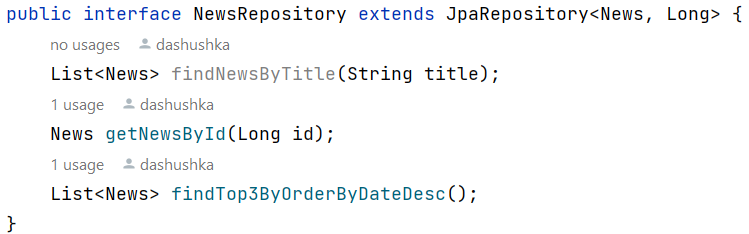 public interface NewsRepository extends JpaRepository<News, Long> {
no usages dashushka
List<News> findNewsByTitle(String title);
1 usage dashushka
News getNewsById(Long id);
1 usage dashushka
List<News> findTop3ByOrderByDateDesc();
}